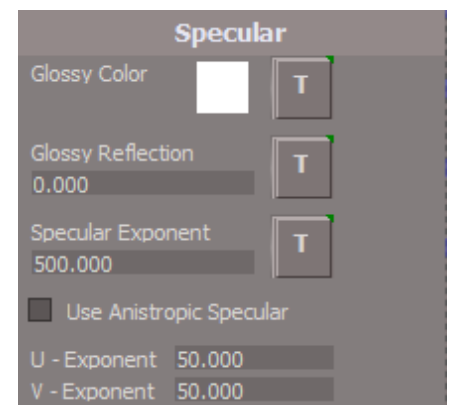 Specular
Glossy Color T
Glossy Reflection T
0.000
Specular Exponent T
500.000
Use Anistropic Specular
U - Exponent 50.000
V - Exponent 50.000